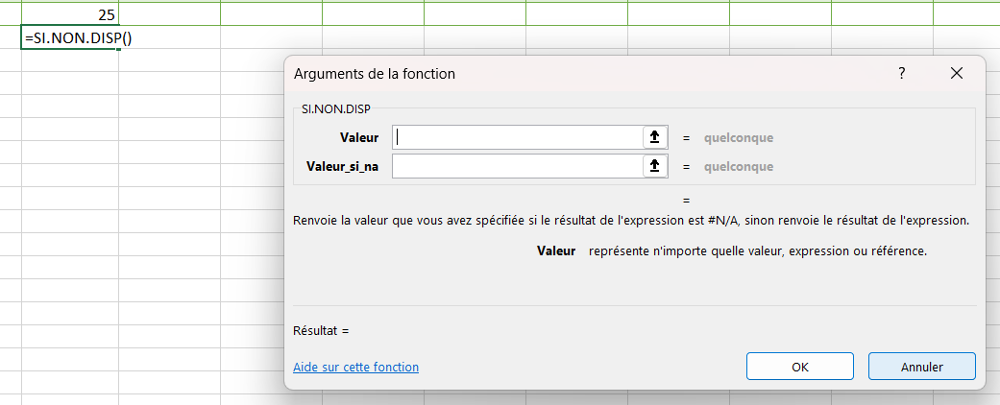 25
=SI.NON.DISP()
Arguments de la fonction ?
SI.NON.DISP
Valeur = quelconque
Valeur_si_na = quelconque
=
Renvoie la valeur que vous avez spécifiée si le résultat de l'expression est #N/A, sinon renvoie le résultat de l'expression.
Valeur représente n'importe quelle valeur, expression ou référence.
Résultat =
Aide sur cette fonction OK Annuler